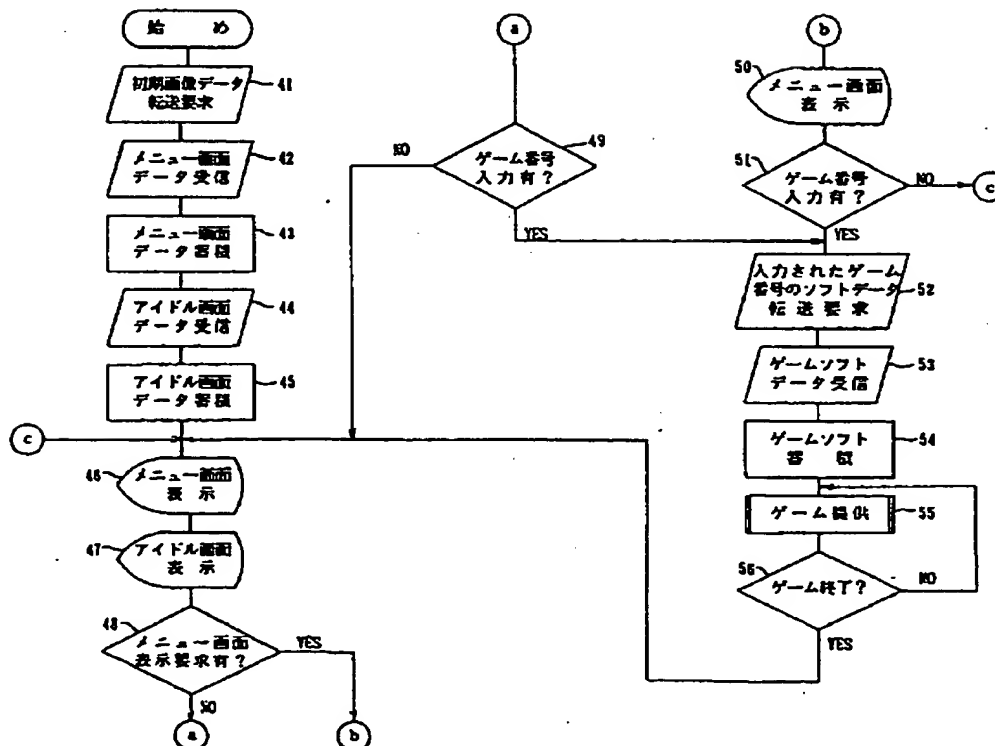 始 め
初期画像データ
転送要求
41
メニュー画面
データ受信
42
メニュー画面
データ蓄積
43
アイドル画面
データ受信
44
アイドル画面
データ蓄積
45
c
46
メニュー画面
表 示
47
アイドル画面
表 示
48
メニュー画面
表示要求有？
YES
NO
a
b
a
49
ゲーム番号
入力有？
NO
YES
b
50
メニュー画面
表 示
51
ゲーム番号
入力有？
NO
c
YES
入力されたゲーム
番号のソフトデータ
転送要求
52
ゲームソフト
データ受信
53
ゲームソフト
蓄 積
54
ゲーム提供
55
56
ゲーム終了？
NO
YES